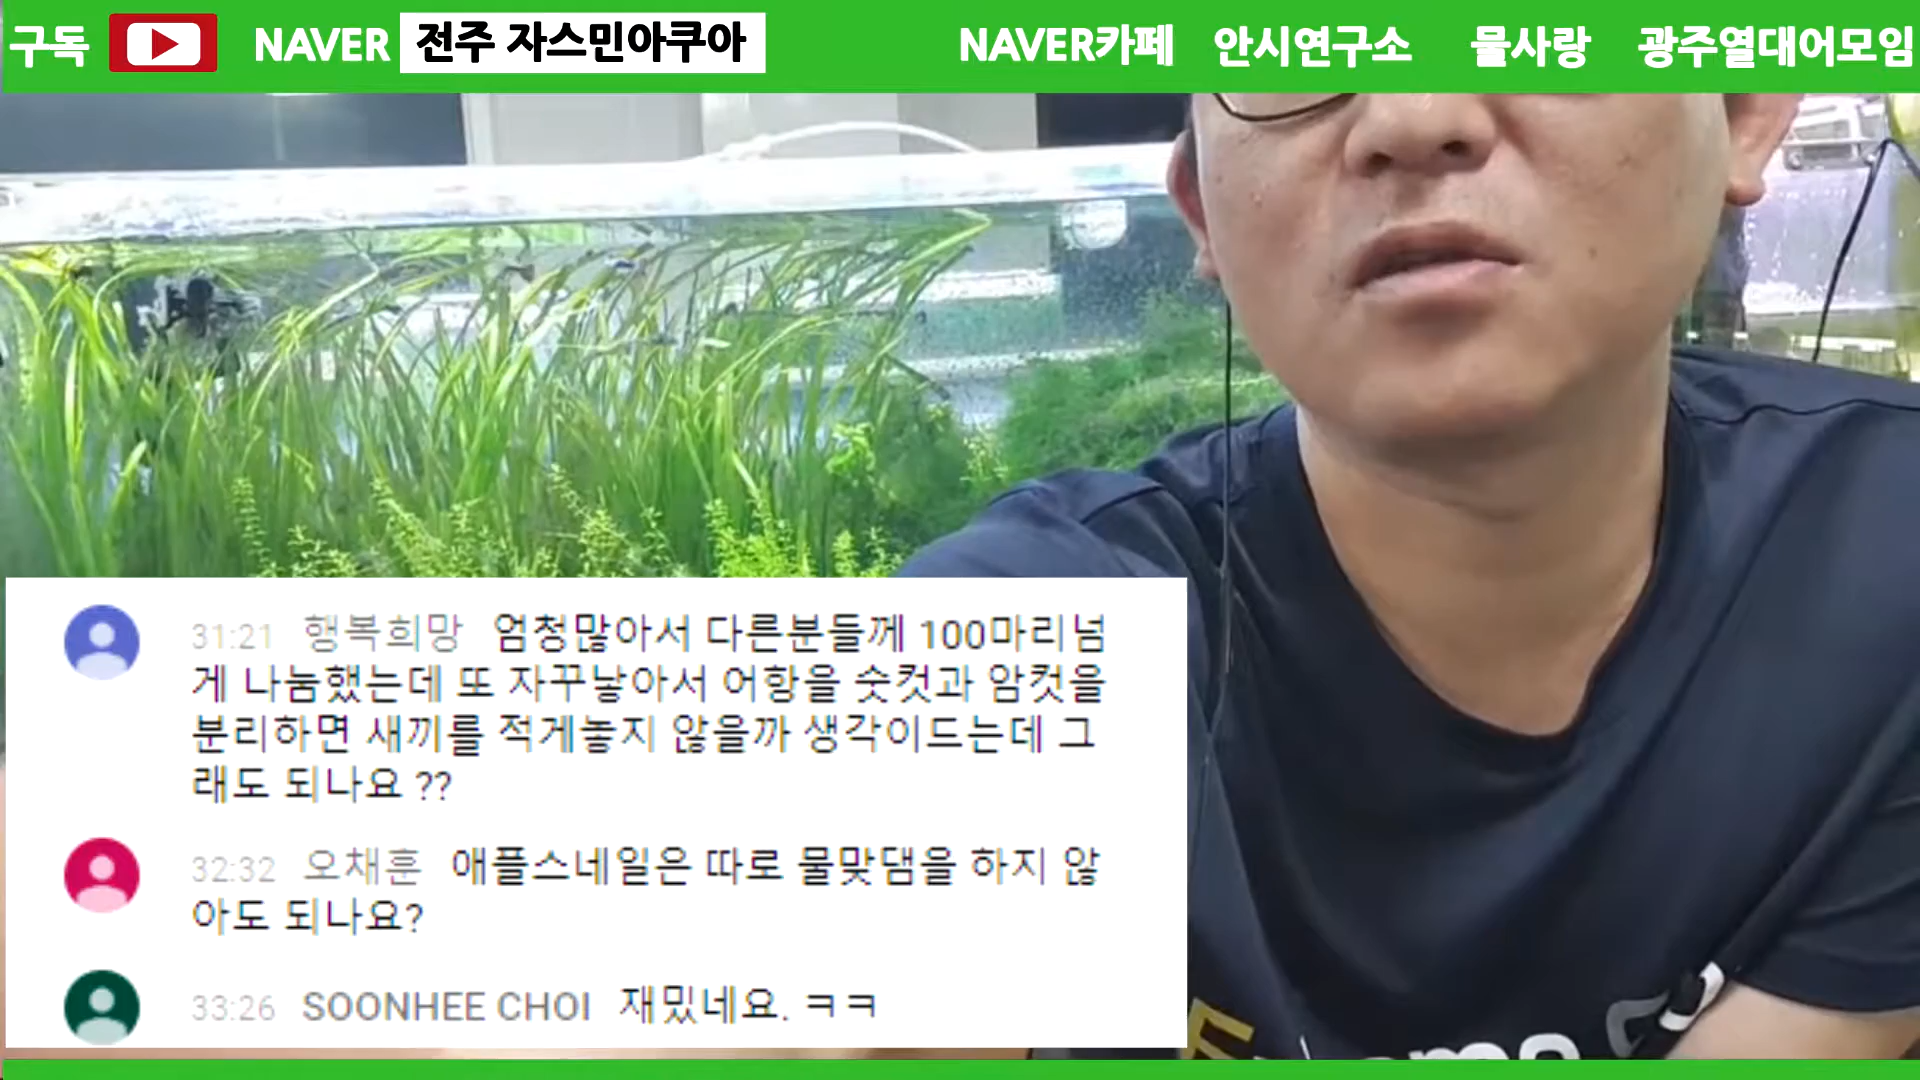 구독 NAVER 전주 자스민아쿠아 NAVER카페 안시연구소 물사랑 광주열대어모임
31:21 행복희망 엄청많아서 다른분들께 100마리넘
게 나눔했는데 또 자꾸낳아서 어항을 숫컷과 암컷을
분리하면 새끼를 적게놓지 않을까 생각이드는데 그
래도 되나요 ??
32:32 오채훈 애플스네일은 따로 물맞댐을 하지 않
아도 되나요?
33:26 SOONHEE CHOI 재밌네요. ㅋㅋ